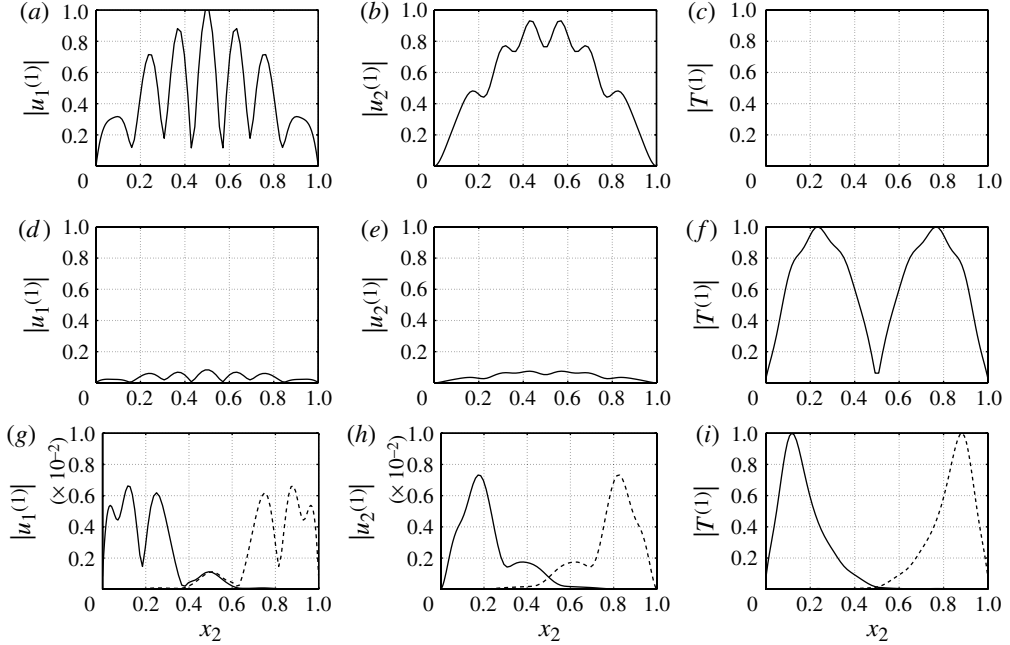 (a) (b) (c)
1.0 1.0 1.0
0.8 0.8 0.8
|u₁⁽¹⁾| 0.6 |u₂⁽¹⁾| 0.6 |T⁽¹⁾| 0.6
0.4 0.4 0.4
0.2 0.2 0.2
0 0.2 0.4 0.6 0.8 1.0 0 0.2 0.4 0.6 0.8 1.0 0 0.2 0.4 0.6 0.8 1.0
(d) (e) (f)
1.0 1.0 1.0
0.8 0.8 0.8
|u₁⁽¹⁾| 0.6 |u₂⁽¹⁾| 0.6 |T⁽¹⁾| 0.6
0.4 0.4 0.4
0.2 0.2 0.2
0 0.2 0.4 0.6 0.8 1.0 0 0.2 0.4 0.6 0.8 1.0 0 0.2 0.4 0.6 0.8 1.0
(g) (h) (i)
1.0 1.0 1.0
0.8 0.8 0.8
|u₁⁽¹⁾| (× 10⁻²) 0.6 |u₂⁽¹⁾| (× 10⁻²) 0.6 |T⁽¹⁾| 0.6
0.4 0.4 0.4
0.2 0.2 0.2
0 0.2 0.4 0.6 0.8 1.0 0 0.2 0.4 0.6 0.8 1.0 0 0.2 0.4 0.6 0.8 1.0
x₂ x₂ x₂